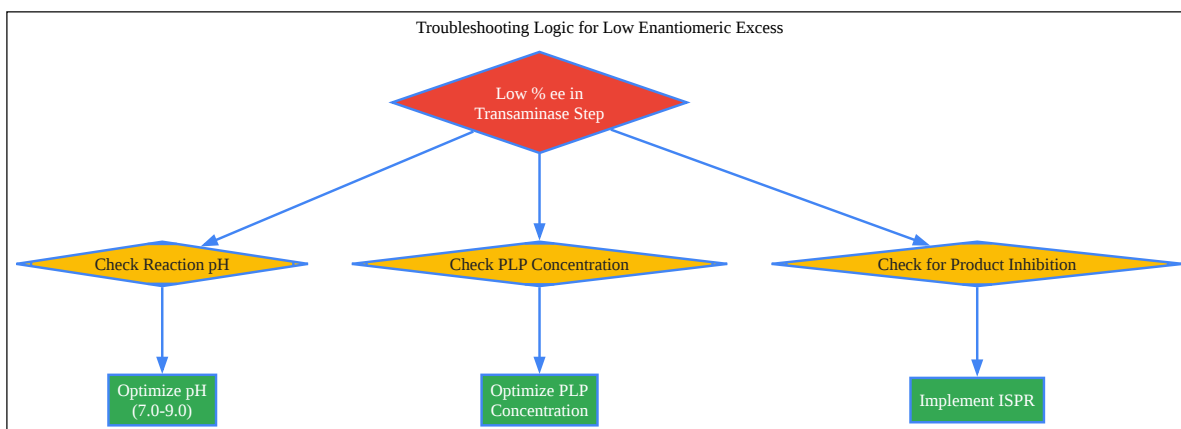 Troubleshooting Logic for Low Enantiomeric Excess
Low % ee in
Transaminase Step
Check Reaction pH
Check PLP Concentration
Check for Product Inhibition
Optimize pH
(7.0-9.0)
Optimize PLP
Concentration
Implement ISPR